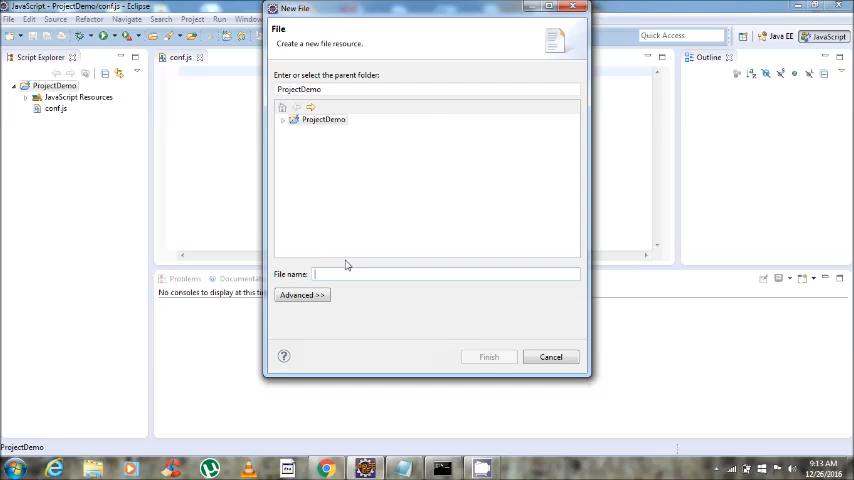 JavaScript - ProjectDemo/conf.js - Eclipse
File Edit Source Refactor Navigate Search Project Run Window
Quick Access
Java EE
JavaScript
Script Explorer
ProjectDemo
JavaScript Resources
conf.js
conf.js
New File
File
Create a new file resource.
Enter or select the parent folder:
ProjectDemo
ProjectDemo
File name:
Advanced >>
Finish
Cancel
Outline
Problems
No consoles to display at this
ProjectDemo
9:13 AM
12/26/2016